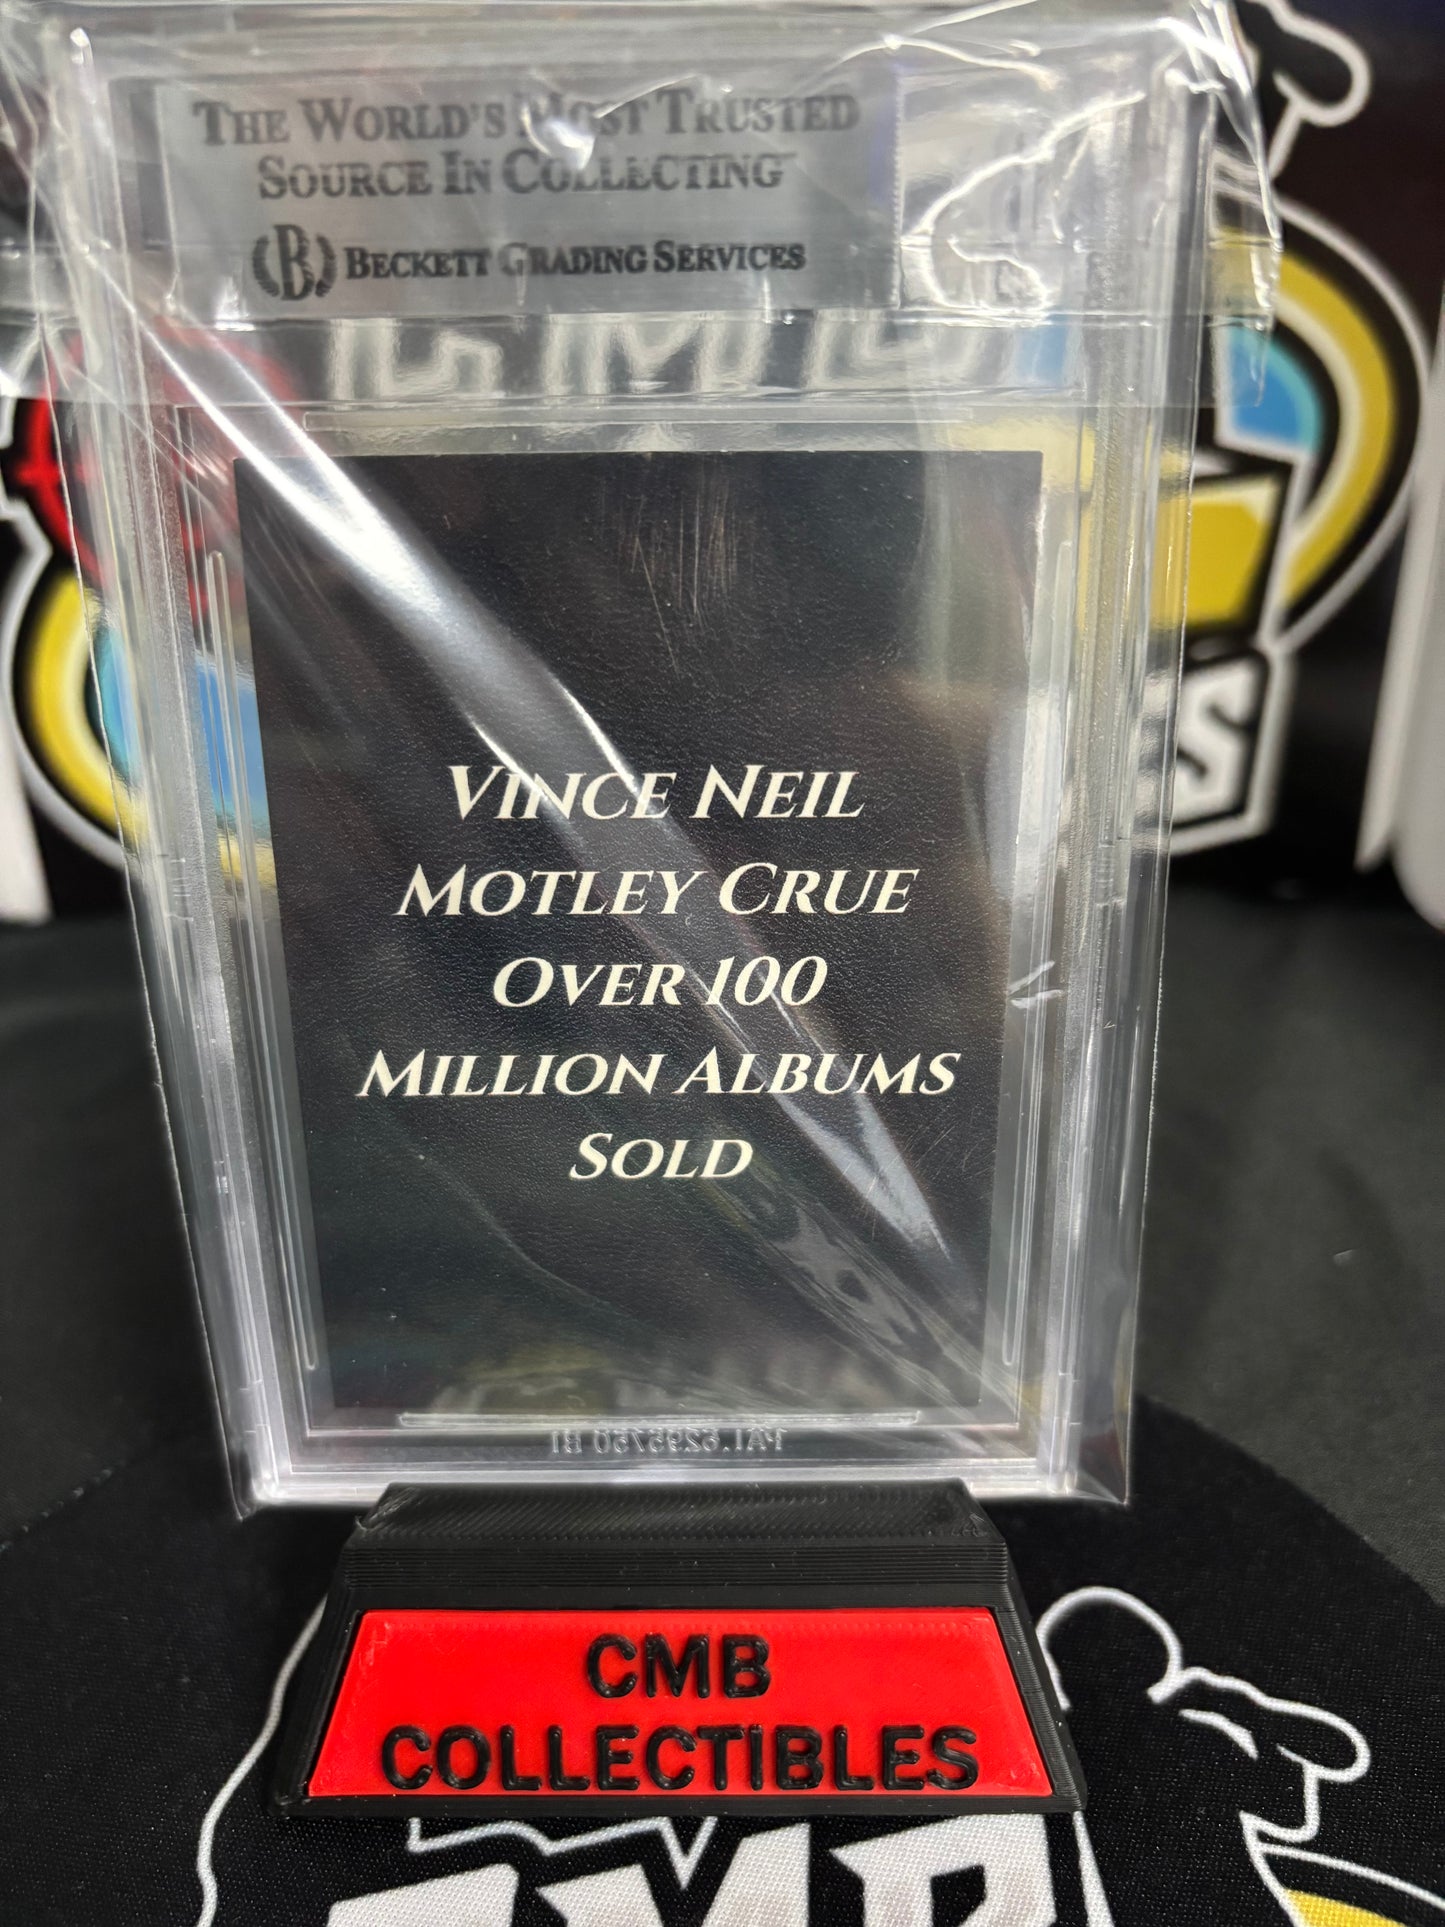 THE WORLD'S MOST TRUSTED
SOURCE IN COLLECTING
B BECKETT GRADING SERVICES
VINCE NEIL
MOTLEY CRUE
OVER 100
MILLION ALBUMS
SOLD
CMB
COLLECTIBLES
CMB